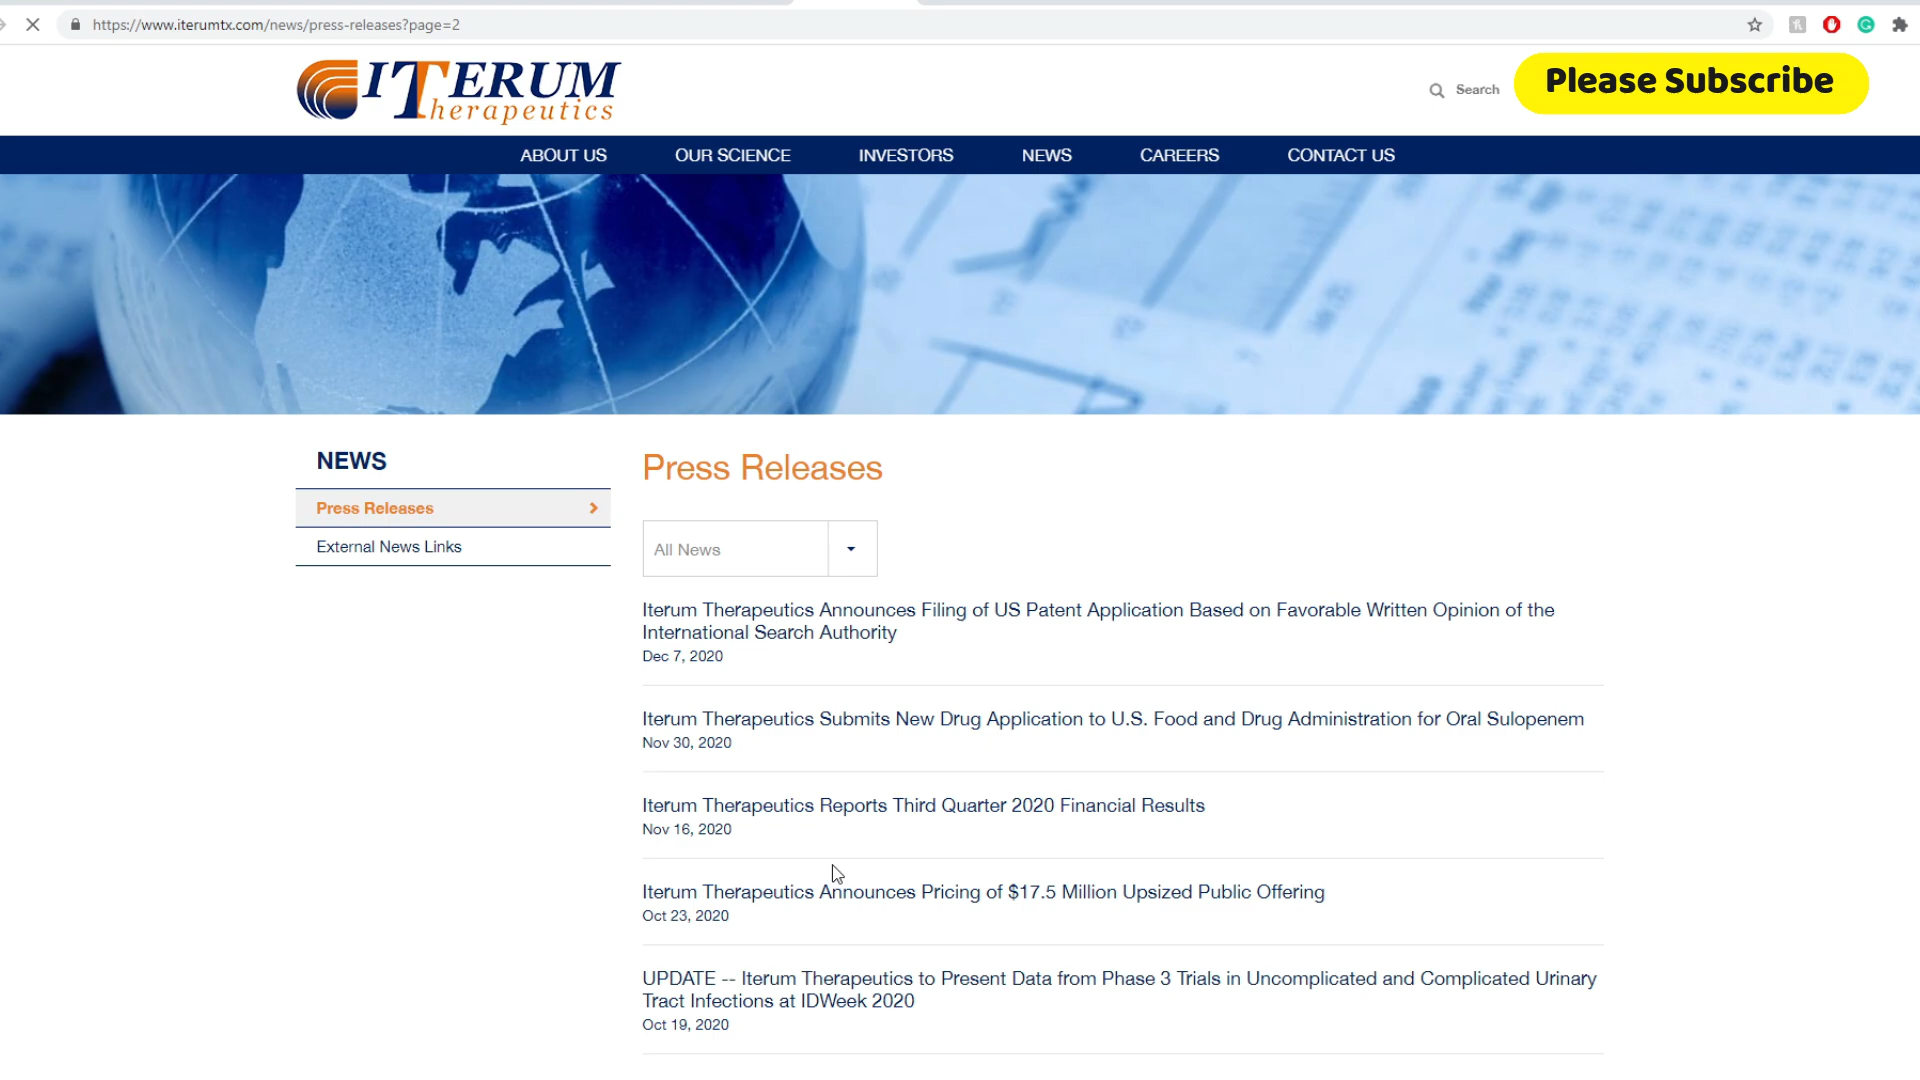 https://www.iterumtx.com/news/press-releases?page=2
ITERUM
Therapeutics
Search
Please Subscribe
ABOUT US
OUR SCIENCE
INVESTORS
NEWS
CAREERS
CONTACT US
NEWS
Press Releases
External News Links
Press Releases
All News
Iterum Therapeutics Announces Filing of US Patent Application Based on Favorable Written Opinion of the
International Search Authority
Dec 7, 2020
Iterum Therapeutics Submits New Drug Application to U.S. Food and Drug Administration for Oral Sulopenem
Nov 30, 2020
Iterum Therapeutics Reports Third Quarter 2020 Financial Results
Nov 16, 2020
Iterum Therapeutics Announces Pricing of $17.5 Million Upsized Public Offering
Oct 23, 2020
UPDATE -- Iterum Therapeutics to Present Data from Phase 3 Trials in Uncomplicated and Complicated Urinary
Tract Infections at IDWeek 2020
Oct 19, 2020